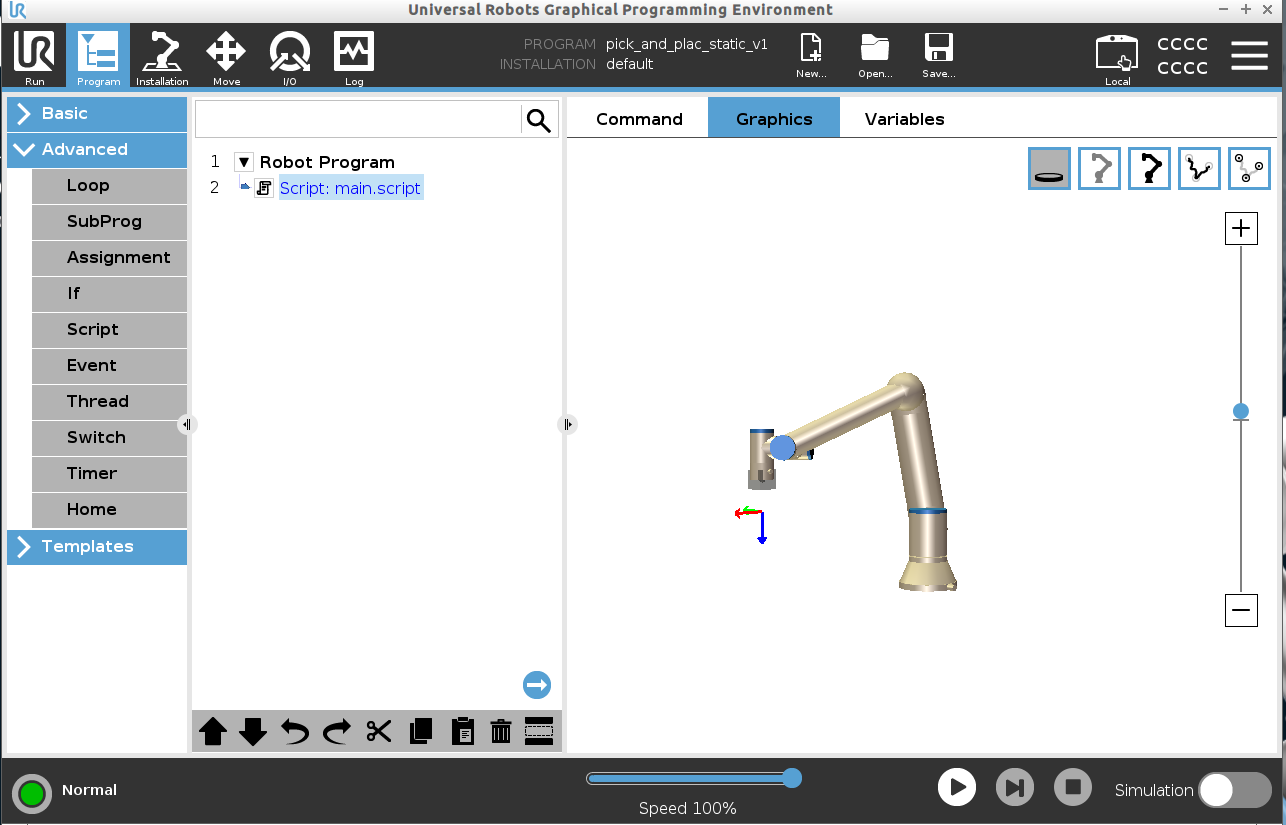 UR
Universal Robots Graphical Programming Environment
UR
Run
Program
Installation
Move
I/O
Log
PROGRAM pick_and_plac_static_v1
INSTALLATION default
New...
Open...
Save...
Local
CCCC
CCCC
Basic
Advanced
Loop
SubProg
Assignment
If
Script
Event
Thread
Switch
Timer
Home
Templates
1 Robot Program
2 Script: main.script
Command
Graphics
Variables
Normal
Speed 100%
Simulation